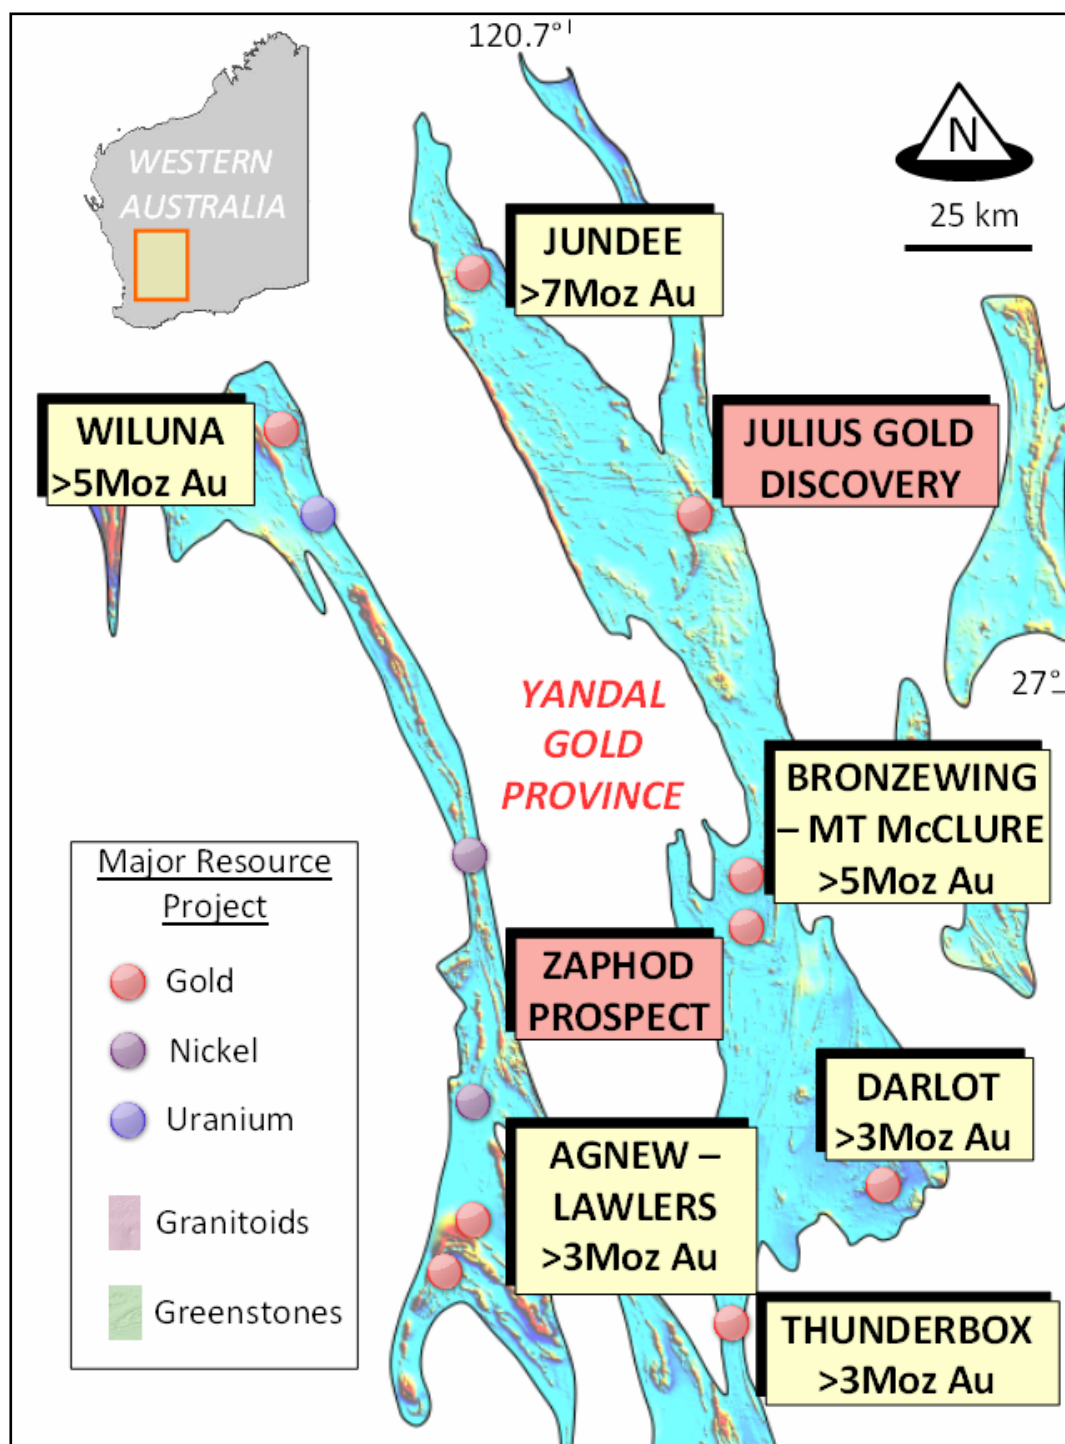 120.7°
N
25 km
WESTERN
AUSTRALIA
JUNDEE
>7Moz Au
WILUNA
>5Moz Au
JULIUS GOLD
DISCOVERY
27°
YANDAL
GOLD
PROVINCE
BRONZEWING
– MT McCLURE
>5Moz Au
Major Resource
Project
Gold
Nickel
Uranium
Granitoids
Greenstones
ZAPHOD
PROSPECT
DARLOT
>3Moz Au
AGNEW –
LAWLERS
>3Moz Au
THUNDERBOX
>3Moz Au